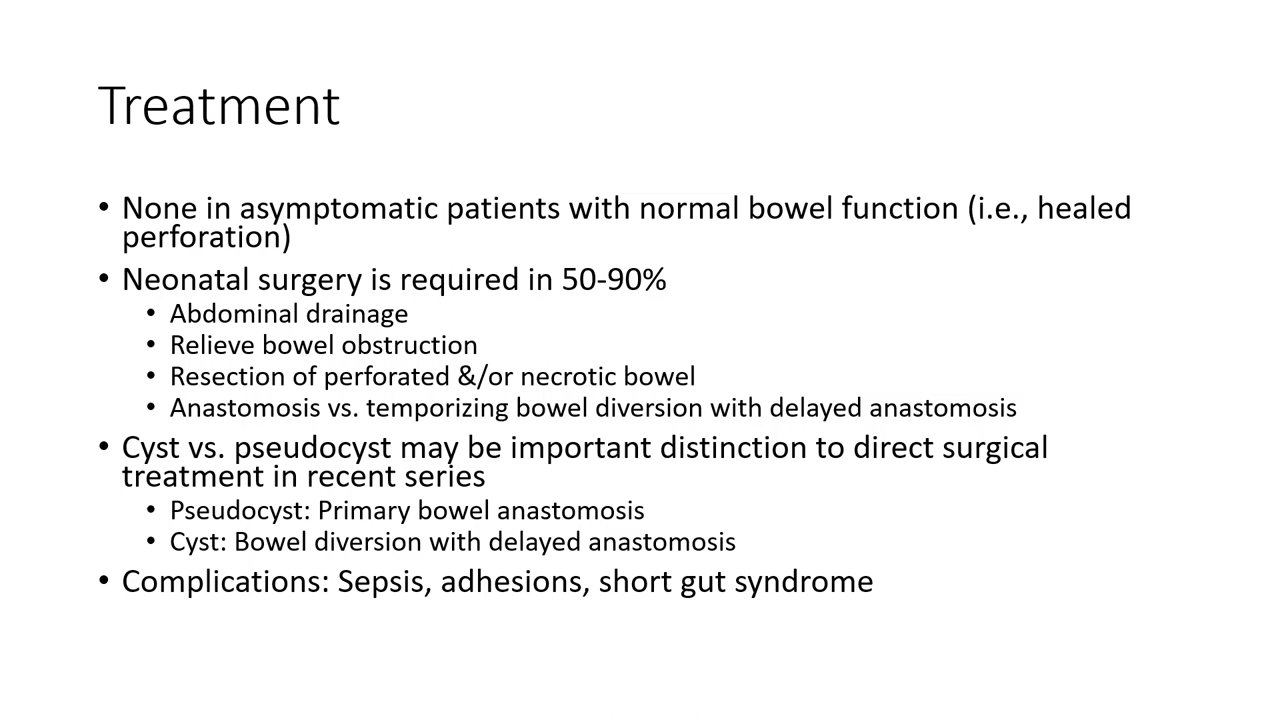 Treatment
• None in asymptomatic patients with normal bowel function (i.e., healed
perforation)
• Neonatal surgery is required in 50-90%
• Abdominal drainage
• Relieve bowel obstruction
• Resection of perforated &/or necrotic bowel
• Anastomosis vs. temporizing bowel diversion with delayed anastomosis
• Cyst vs. pseudocyst may be important distinction to direct surgical
treatment in recent series
• Pseudocyst: Primary bowel anastomosis
• Cyst: Bowel diversion with delayed anastomosis
• Complications: Sepsis, adhesions, short gut syndrome